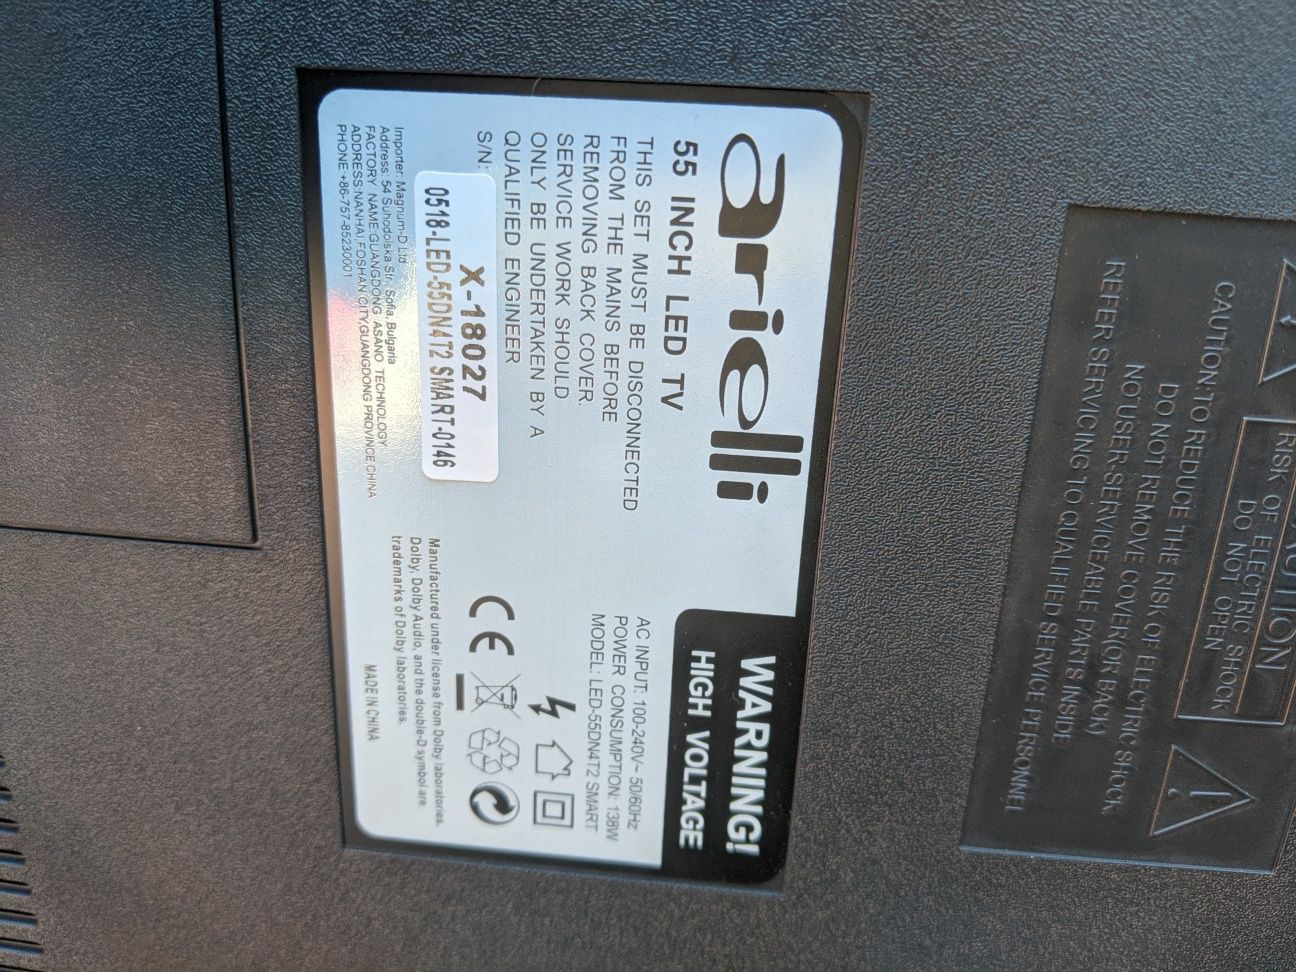 arielli
55 INCH LED TV
THIS SET MUST BE DISCONNECTED
FROM THE MAINS BEFORE
REMOVING BACK COVER.
SERVICE WORK SHOULD
ONLY BE UNDERTAKEN BY A
QUALIFIED ENGINEER
S/N:
X-18027
0518-LED-55DN4T2 SMART-0146
Importer: Magnum-D Ltd
Address: 54 Suhodolska Str. Sofia, Bulgaria
FACTORY NAME:GUANGDONG ASANO TECHNOLOGY
ADDRESS:NANHAI,FOSHAN CITY,GUANGDONG PROVINCE CHINA
PHONE:+86-757-85230001
WARNING!
HIGH VOLTAGE
AC INPUT: 100-240V~ 50/60Hz
POWER CONSUMPTION: 138W
MODEL: LED-55DN4T2 SMART
CE
Manufactured under license from Dolby laboratories.
Dolby, Dolby Audio, and the double-D symbol are
trademarks of Dolby laboratories.
MADE IN CHINA
CAUTION
RISK OF ELECTRIC SHOCK
DO NOT OPEN
CAUTION:TO REDUCE THE RISK OF ELECTRIC SHOCK
DO NOT REMOVE COVER(OR BACK)
NO USER-SERVICEABLE PARTS INSIDE
REFER SERVICING TO QUALIFIED SERVICE PERSONNEL